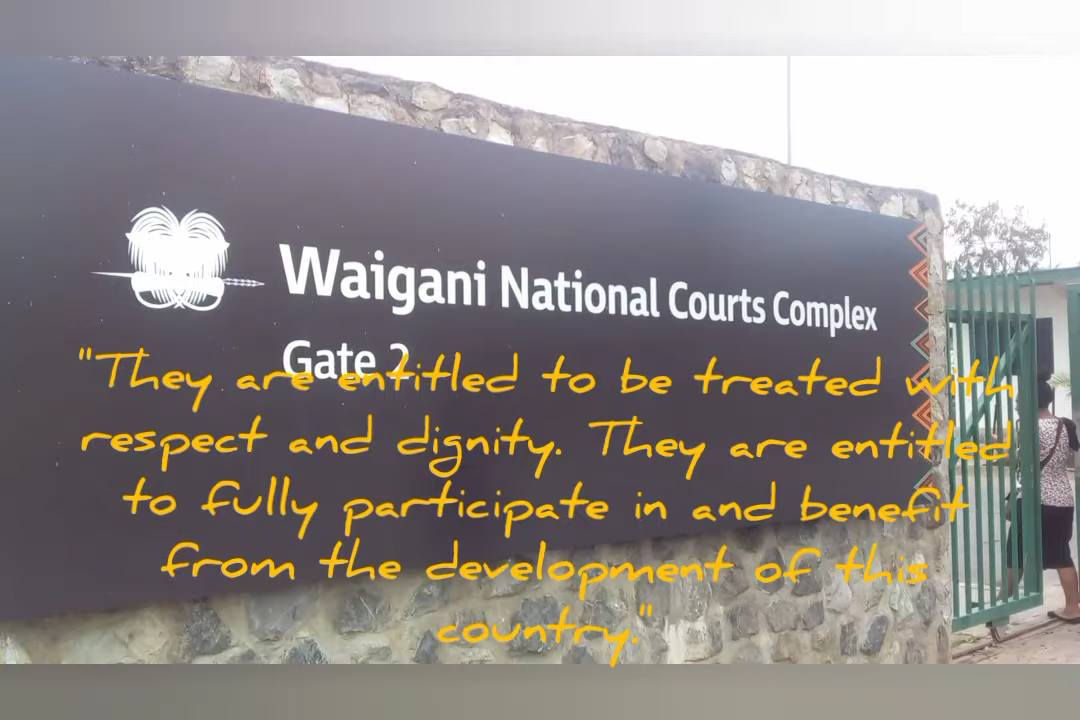 Waigani National Courts Complex
Gate 2
"They are entitled to be treated with
respect and dignity. They are entitled
to fully participate in and benefit
from the development of this
country."